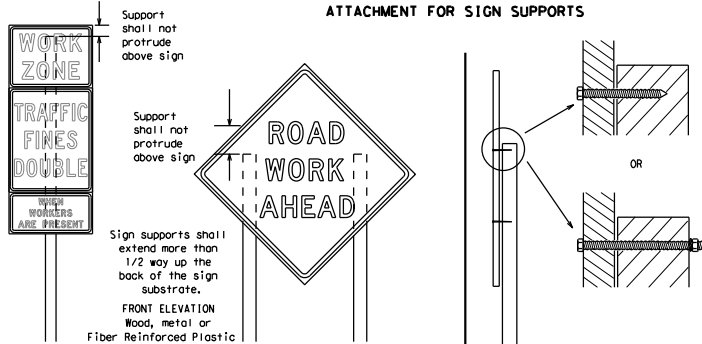 ATTACHMENT FOR SIGN SUPPORTS
Support
shall not
protrude
above sign
WORK
ZONE
TRAFFIC
FINES
DOUBLE
WHEN
WORKERS
ARE PRESENT
Support
shall not
protrude
above sign
ROAD
WORK
AHEAD
Sign supports shall
extend more than
1/2 way up the
back of the sign
substrate.
FRONT ELEVATION
Wood, metal or
Fiber Reinforced Plastic
OR